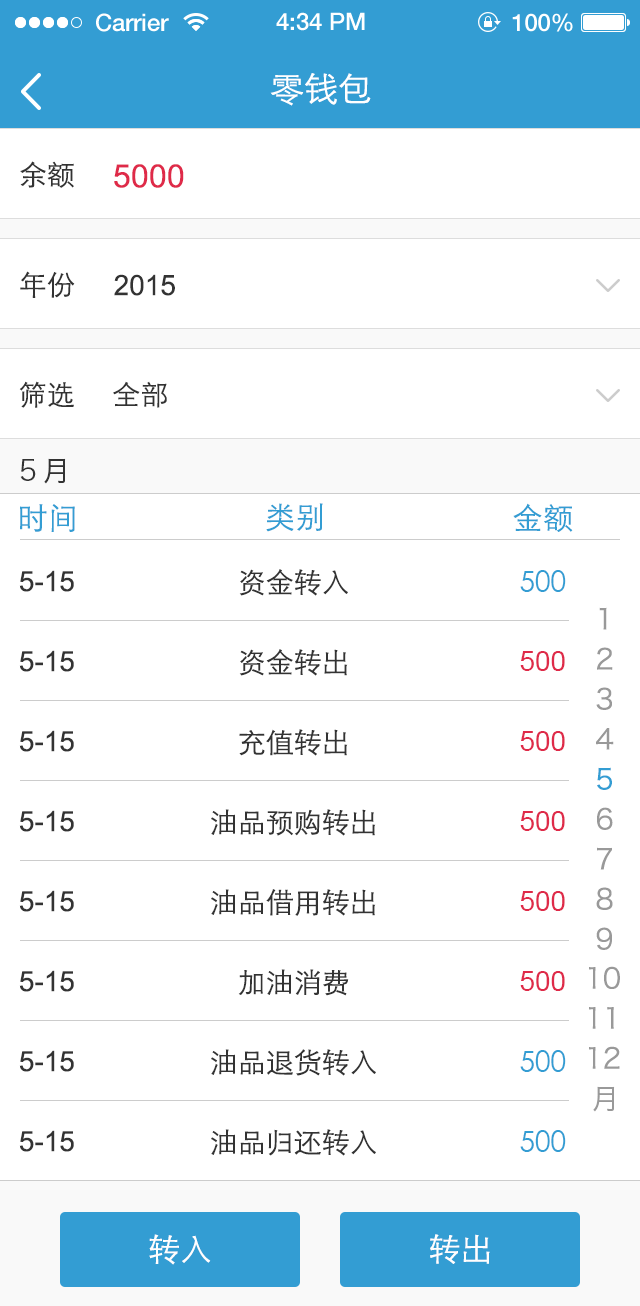 Carrier 4:34 PM 100%
零钱包
余额 5000
年份 2015
筛选 全部
5月
时间 类别 金额
5-15 资金转入 500
5-15 资金转出 500
5-15 充值转出 500
5-15 油品预购转出 500
5-15 油品借用转出 500
5-15 加油消费 500
5-15 油品退货转入 500
5-15 油品归还转入 500
1
2
3
4
5
6
7
8
9
10
11
12
月
转入 转出